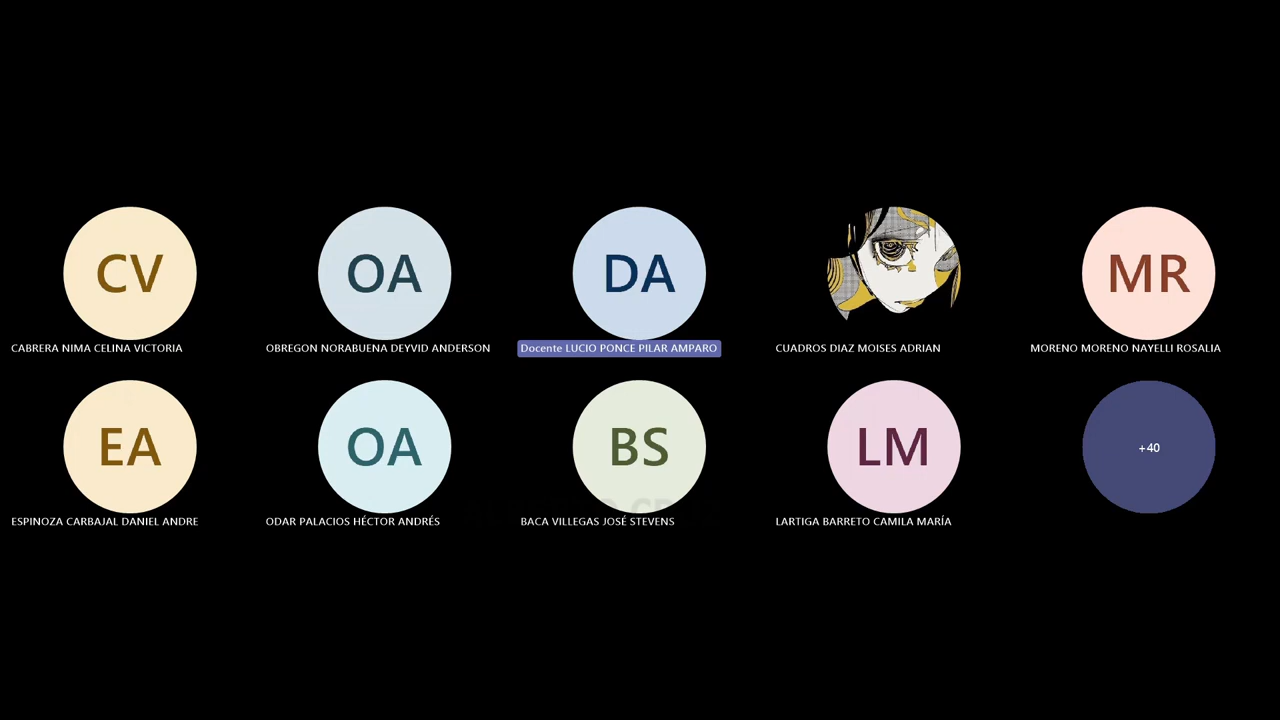 CV
OA
DA
MR
CABRERA NIMA CELINA VICTORIA
OBREGON NORABUENA DEYVID ANDERSON
Docente LUCIO PONCE PILAR AMPARO
CUADROS DIAZ MOISES ADRIAN
MORENO MORENO NAYELLI ROSALIA
EA
OA
BS
LM
+40
ESPINOZA CARBAJAL DANIEL ANDRE
ODAR PALACIOS HÉCTOR ANDRÉS
BACA VILLEGAS JOSÉ STEVENS
LARTIGA BARRETO CAMILA MARÍA